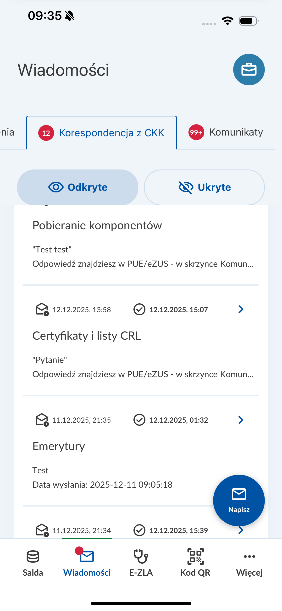 09:35
Wiadomości
nia
12 Korespondencja z CKK
99+ Komunikaty
Odkryte
Ukryte
Pobieranie komponentów
"Test test"
Odpowiedź znajdziesz w PUE/eZUS - w skrzynce Komun...
12.12.2025, 13:58
12.12.2025, 15:07
Certyfikaty i listy CRL
"Pytanie"
Odpowiedź znajdziesz w PUE/eZUS - w skrzynce Komun...
11.12.2025, 21:35
12.12.2025, 01:32
Emerytury
Test
Data wysłania: 2025-12-11 09:05:18
Napisz
11.12.2025, 21:34
12.12.2025, 15:39
Salda
Wiadomości
E-ZLA
Kod QR
Więcej